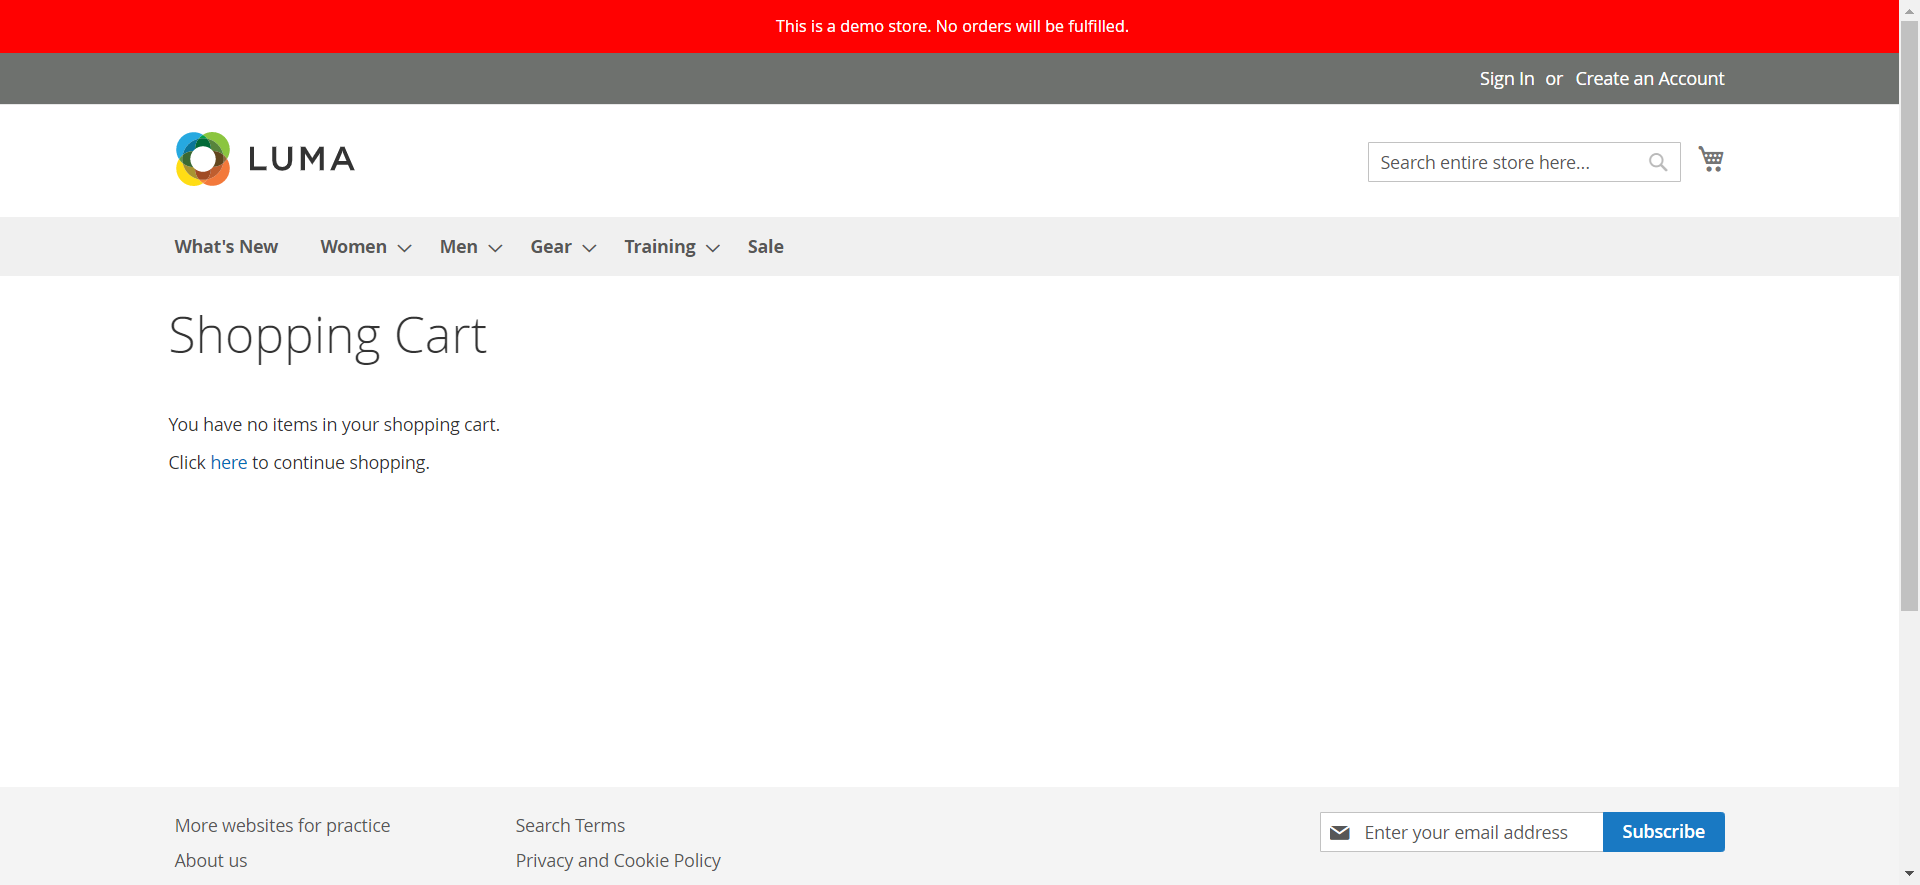 This is a demo store. No orders will be fulfilled.
Sign In or Create an Account
LUMA
Search entire store here...
What's New Women Men Gear Training Sale
Shopping Cart
You have no items in your shopping cart.
Click here to continue shopping.
More websites for practice
About us
Search Terms
Privacy and Cookie Policy
Enter your email address
Subscribe